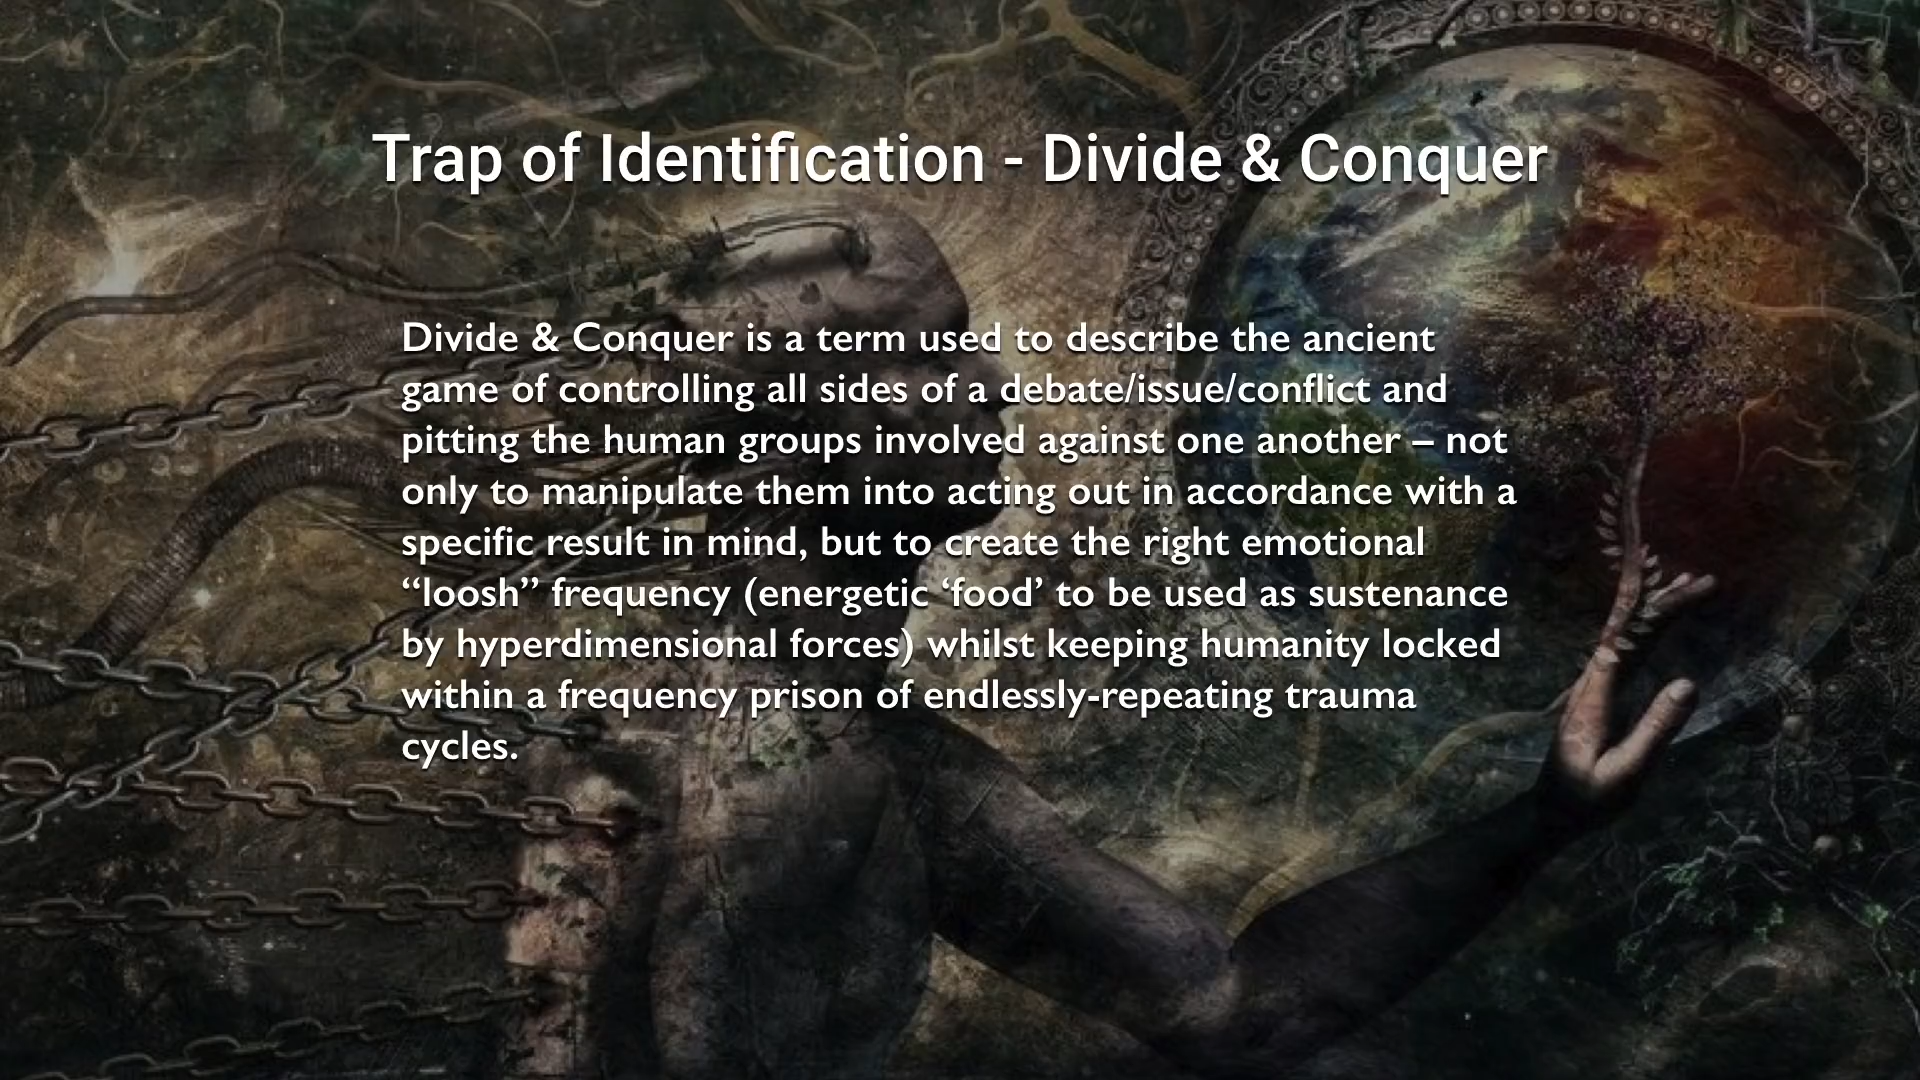 Trap of Identification - Divide & Conquer
Divide & Conquer is a term used to describe the ancient
game of controlling all sides of a debate/issue/conflict and
pitting the human groups involved against one another – not
only to manipulate them into acting out in accordance with a
specific result in mind, but to create the right emotional
“loosh” frequency (energetic ‘food’ to be used as sustenance
by hyperdimensional forces) whilst keeping humanity locked
within a frequency prison of endlessly-repeating trauma
cycles.